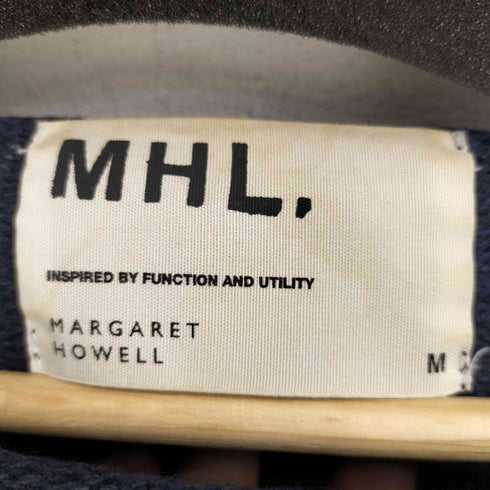 MHL.
INSPIRED BY FUNCTION AND UTILITY
MARGARET
HOWELL
M